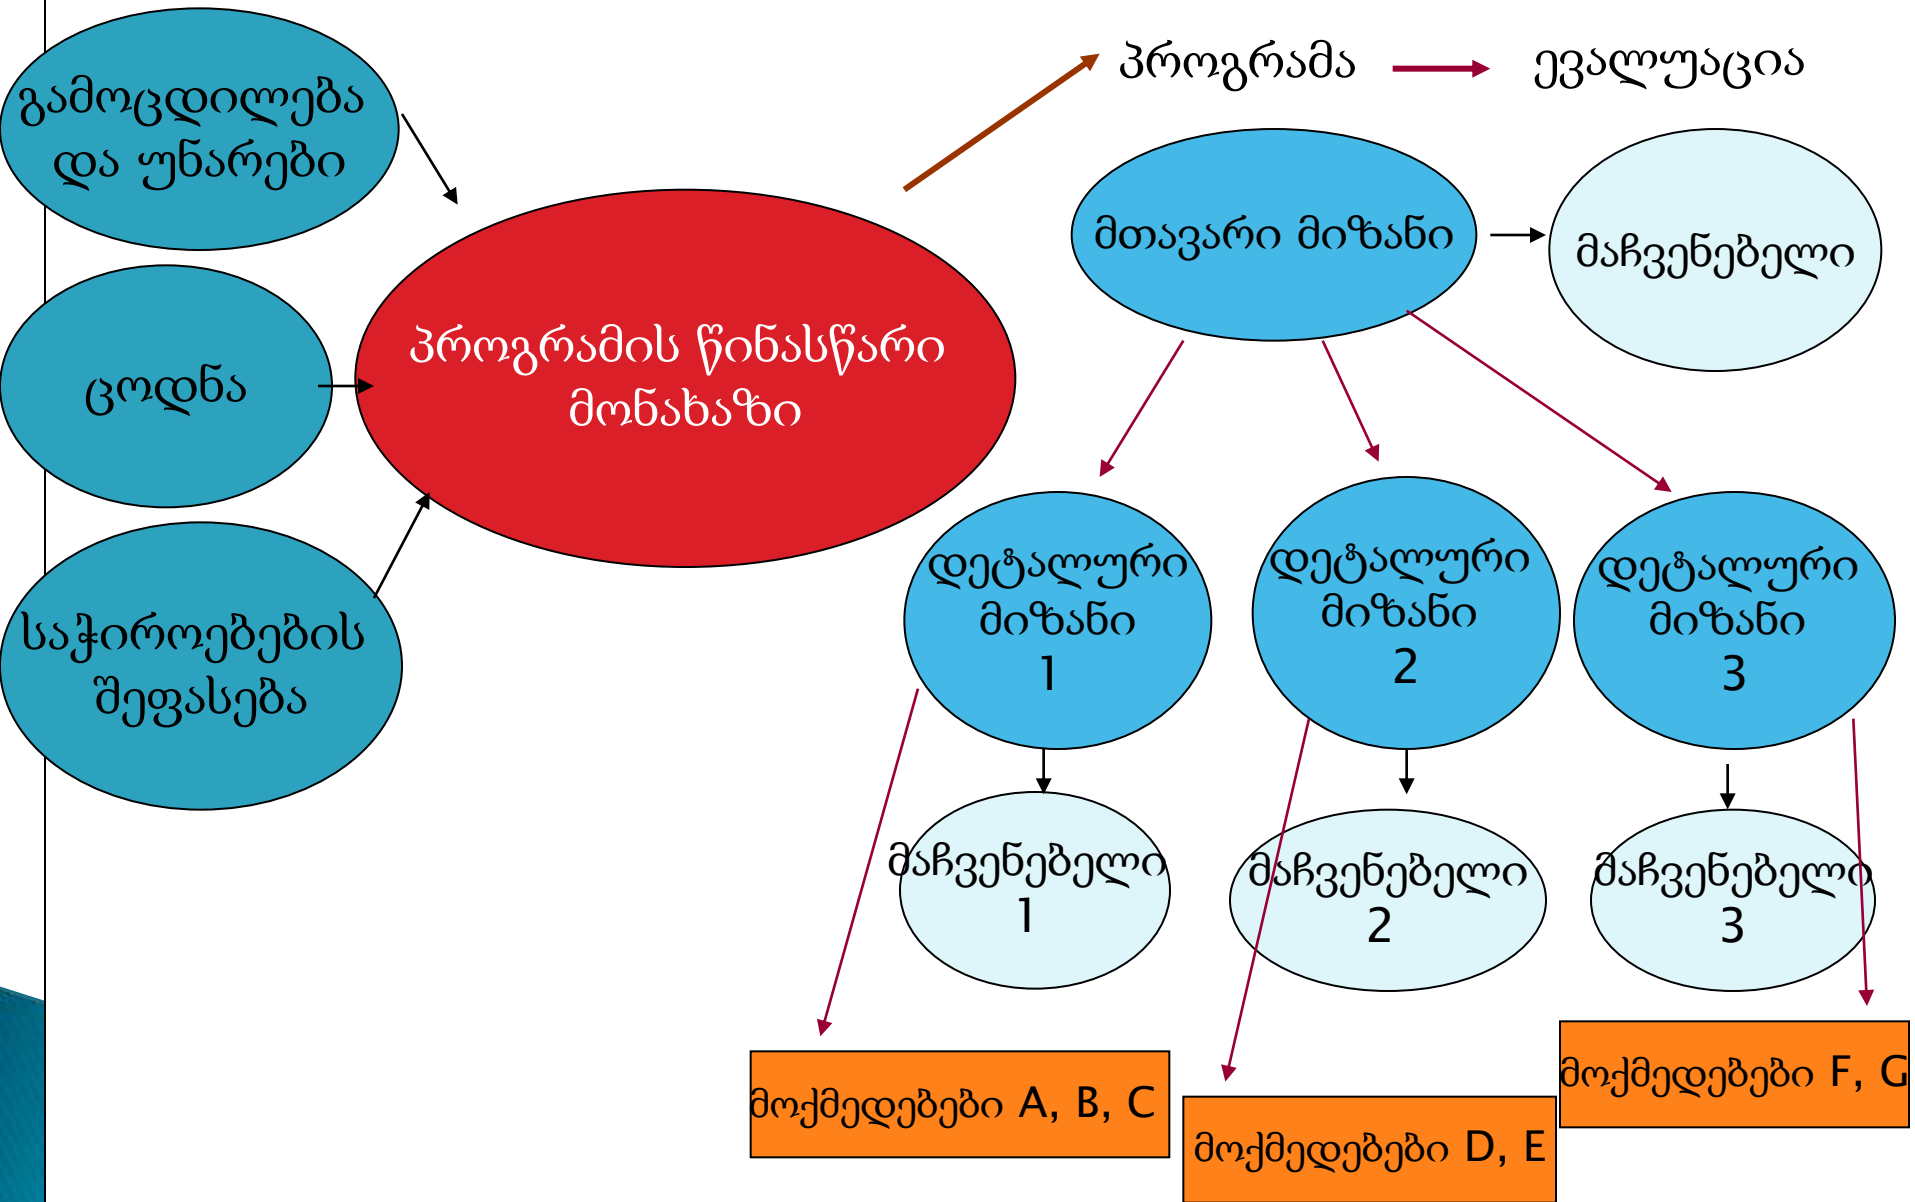 გამოცდილება
და უნარები
ცოდნა
საჭიროებების
შეფასება
პროგრამის წინასწარი
მონახაზი
პროგრამა
ევალუაცია
მთავარი მიზანი
მაჩვენებელი
დეტალური
მიზანი
1
დეტალური
მიზანი
2
დეტალური
მიზანი
3
მაჩვენებელი
1
მაჩვენებელი
2
მაჩვენებელი
3
მოქმედებები A, B, C
მოქმედებები D, E
მოქმედებები F, G